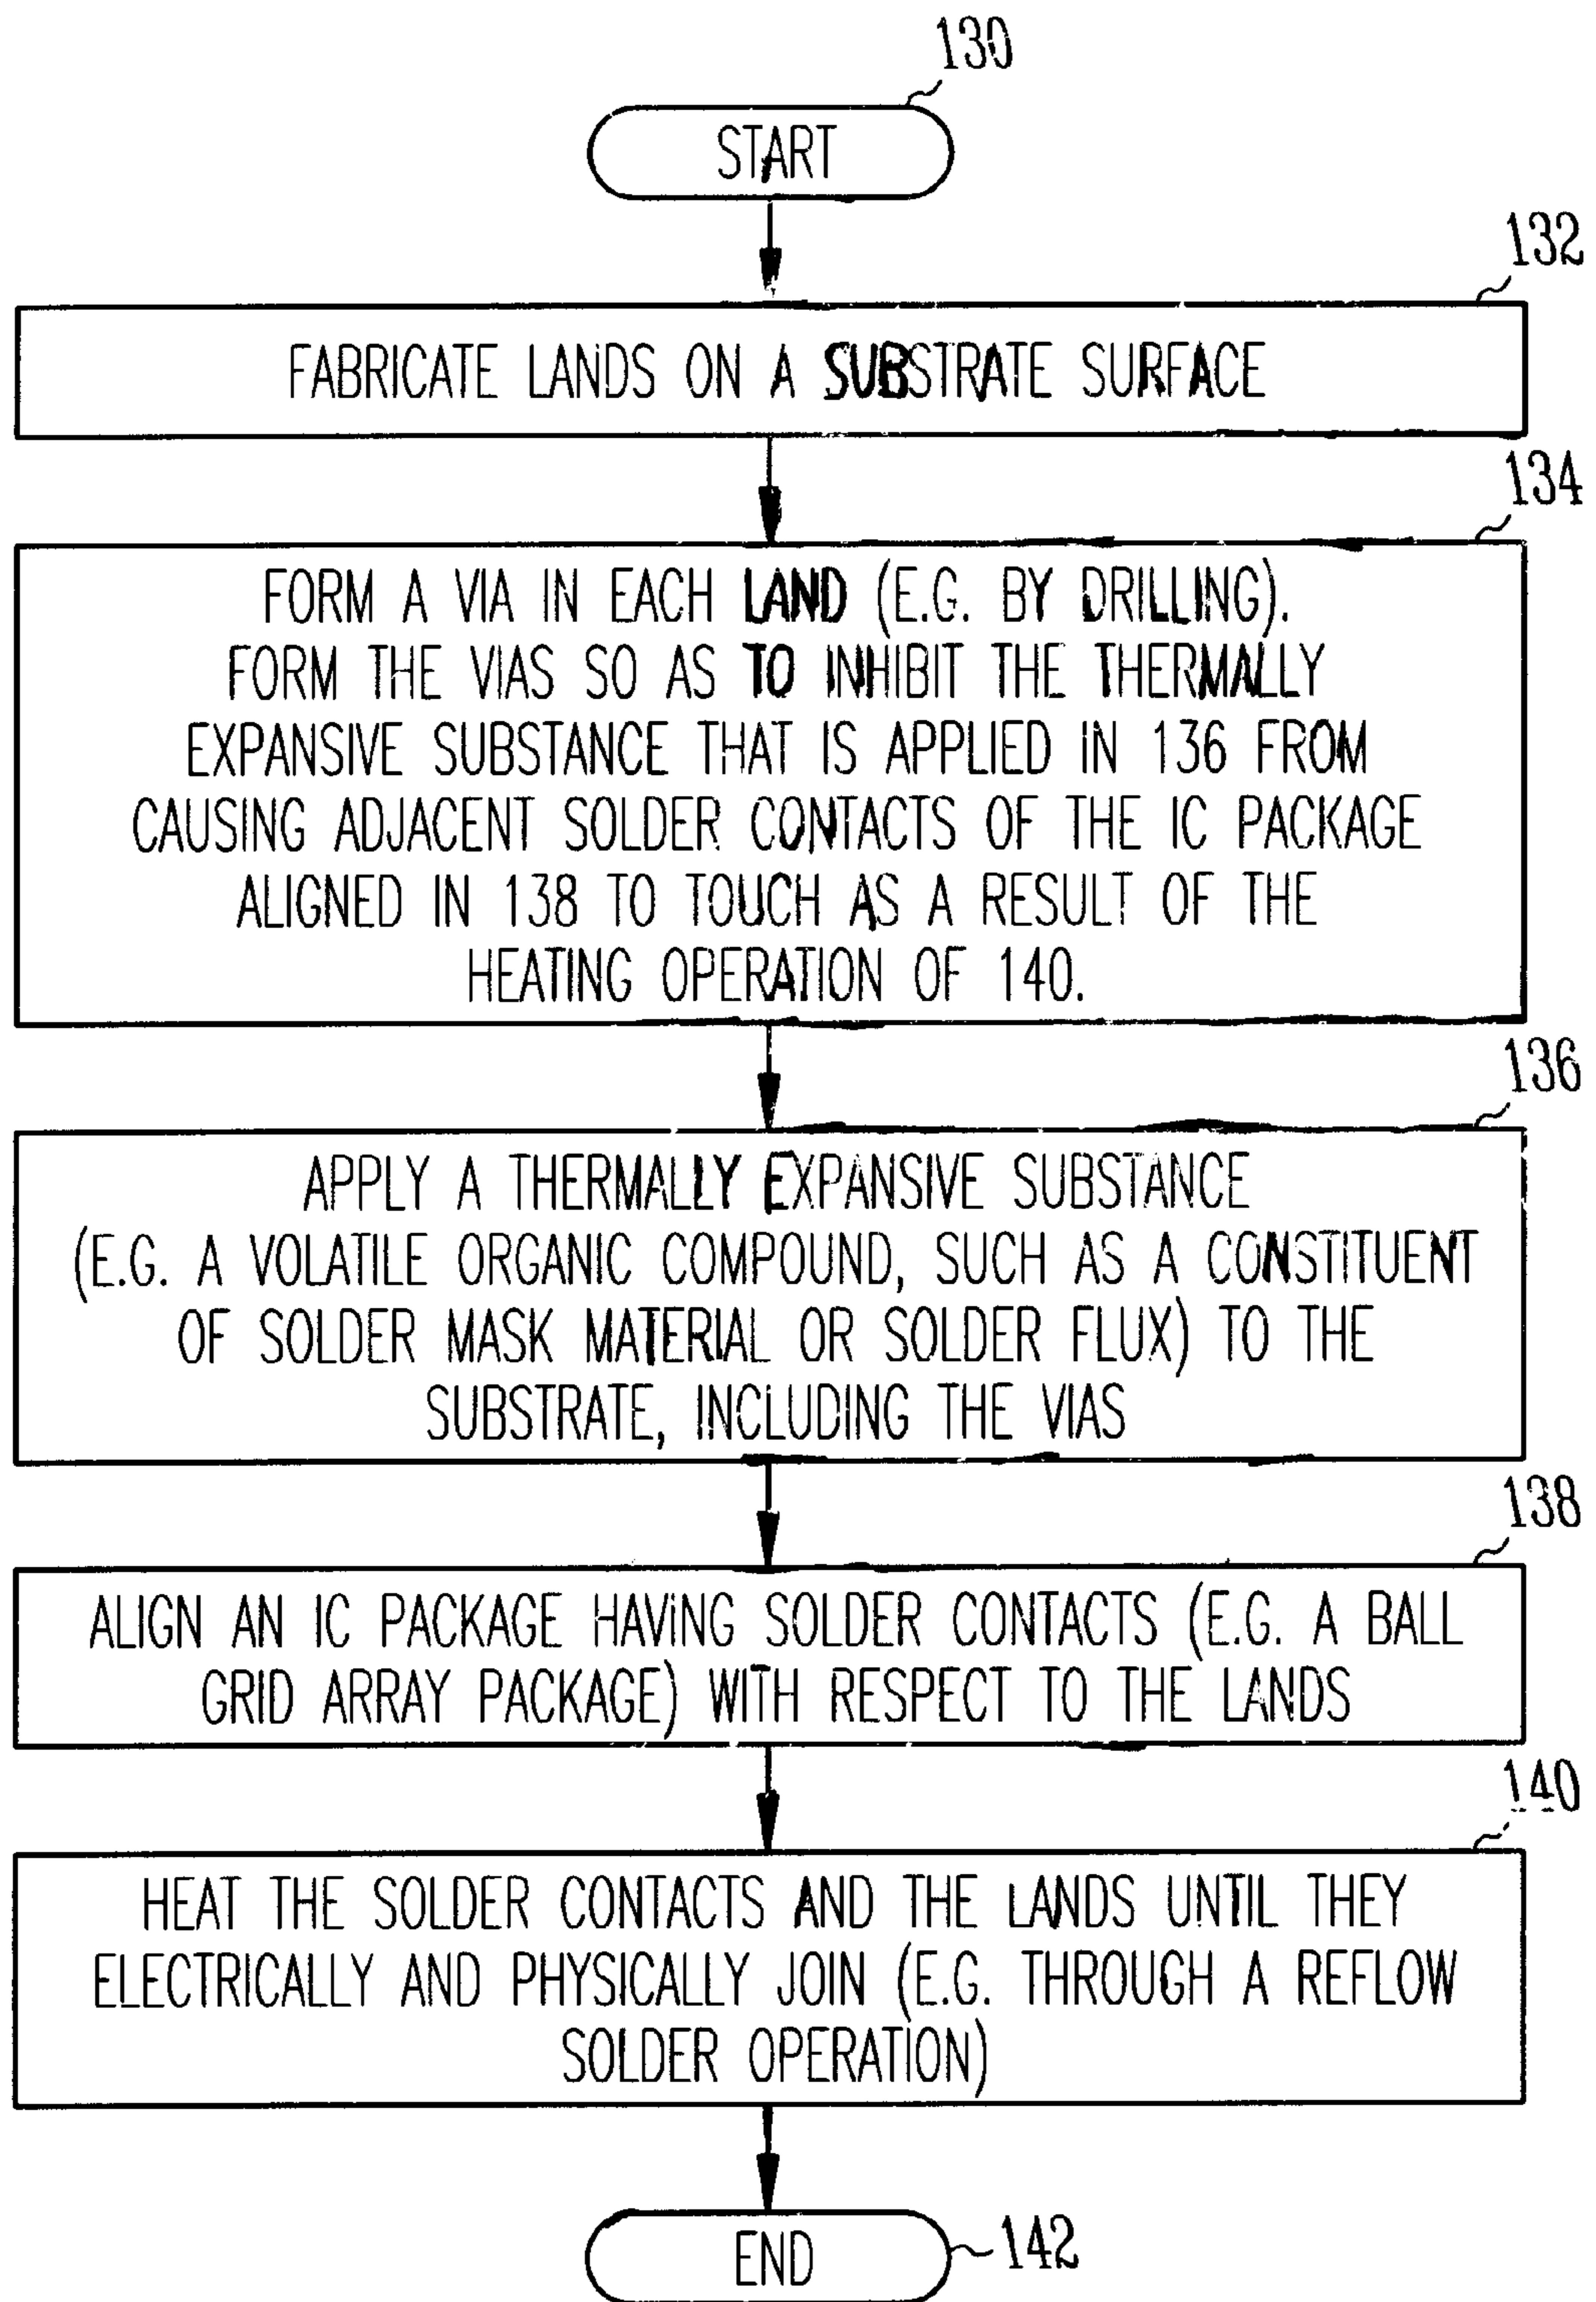 130
START
132
FABRICATE LANDS ON A SUBSTRATE SURFACE
134
FORM A VIA IN EACH LAND (E.G. BY DRILLING).
FORM THE VIAS SO AS TO INHIBIT THE THERMALLY
EXPANSIVE SUBSTANCE THAT IS APPLIED IN 136 FROM
CAUSING ADJACENT SOLDER CONTACTS OF THE IC PACKAGE
ALIGNED IN 138 TO TOUCH AS A RESULT OF THE
HEATING OPERATION OF 140.
136
APPLY A THERMALLY EXPANSIVE SUBSTANCE
(E.G. A VOLATILE ORGANIC COMPOUND, SUCH AS A CONSTITUENT
OF SOLDER MASK MATERIAL OR SOLDER FLUX) TO THE
SUBSTRATE, INCLUDING THE VIAS
138
ALIGN AN IC PACKAGE HAVING SOLDER CONTACTS (E.G. A BALL
GRID ARRAY PACKAGE) WITH RESPECT TO THE LANDS
140
HEAT THE SOLDER CONTACTS AND THE LANDS UNTIL THEY
ELECTRICALLY AND PHYSICALLY JOIN (E.G. THROUGH A REFLOW
SOLDER OPERATION)
END
142